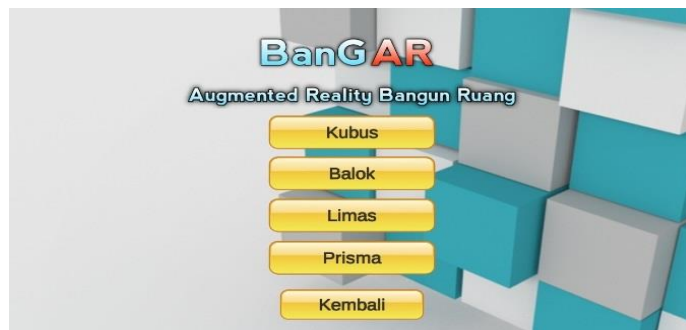 BanGAR
Augmented Reality Bangun Ruang
Kubus
Balok
Limas
Prisma
Kembali